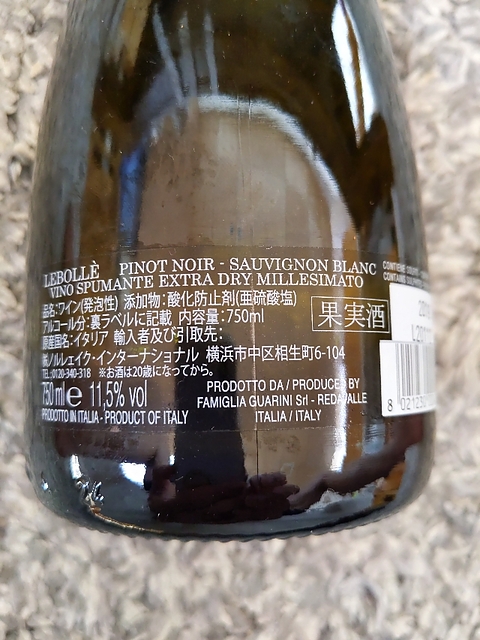 LEBOLLÈ PINOT NOIR - SAUVIGNON BLANC
VINO SPUMANTE EXTRA DRY MILLESIMATO
品名:ワイン(発泡性) 添加物:酸化防止剤(亜硫酸塩)
アルコール分:裏ラベルに記載 内容量:750ml
果実酒
原産国名:イタリア 輸入者及び引取先:
㈱ノルレェイク・インターナショナル 横浜市中区相生町6-104
TEL:0120-340-318 ※お酒は20歳になってから。
750 ml e 11,5% vol
PRODOTTO IN ITALIA - PRODUCT OF ITALY
PRODOTTO DA / PRODUCED BY
FAMIGLIA GUARINI Srl - REDAVALLE
ITALIA / ITALY
CONTIENE
CONTAINS